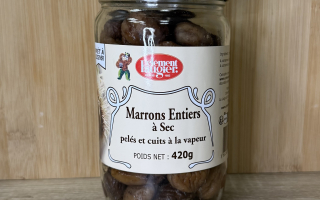 Clément
Faugier
Marrons Entiers
à Sec
pelés et cuits à la vapeur
POIDS NET : 420g